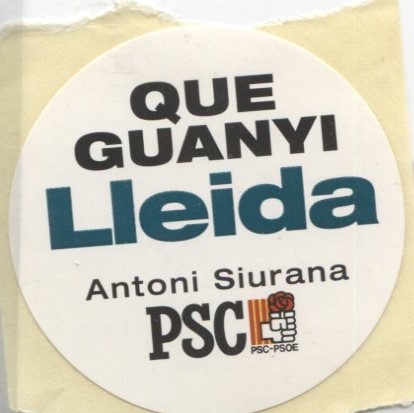 QUE
GUANYI
Lleida
Antoni Siurana
PSC
PSC-PSOE